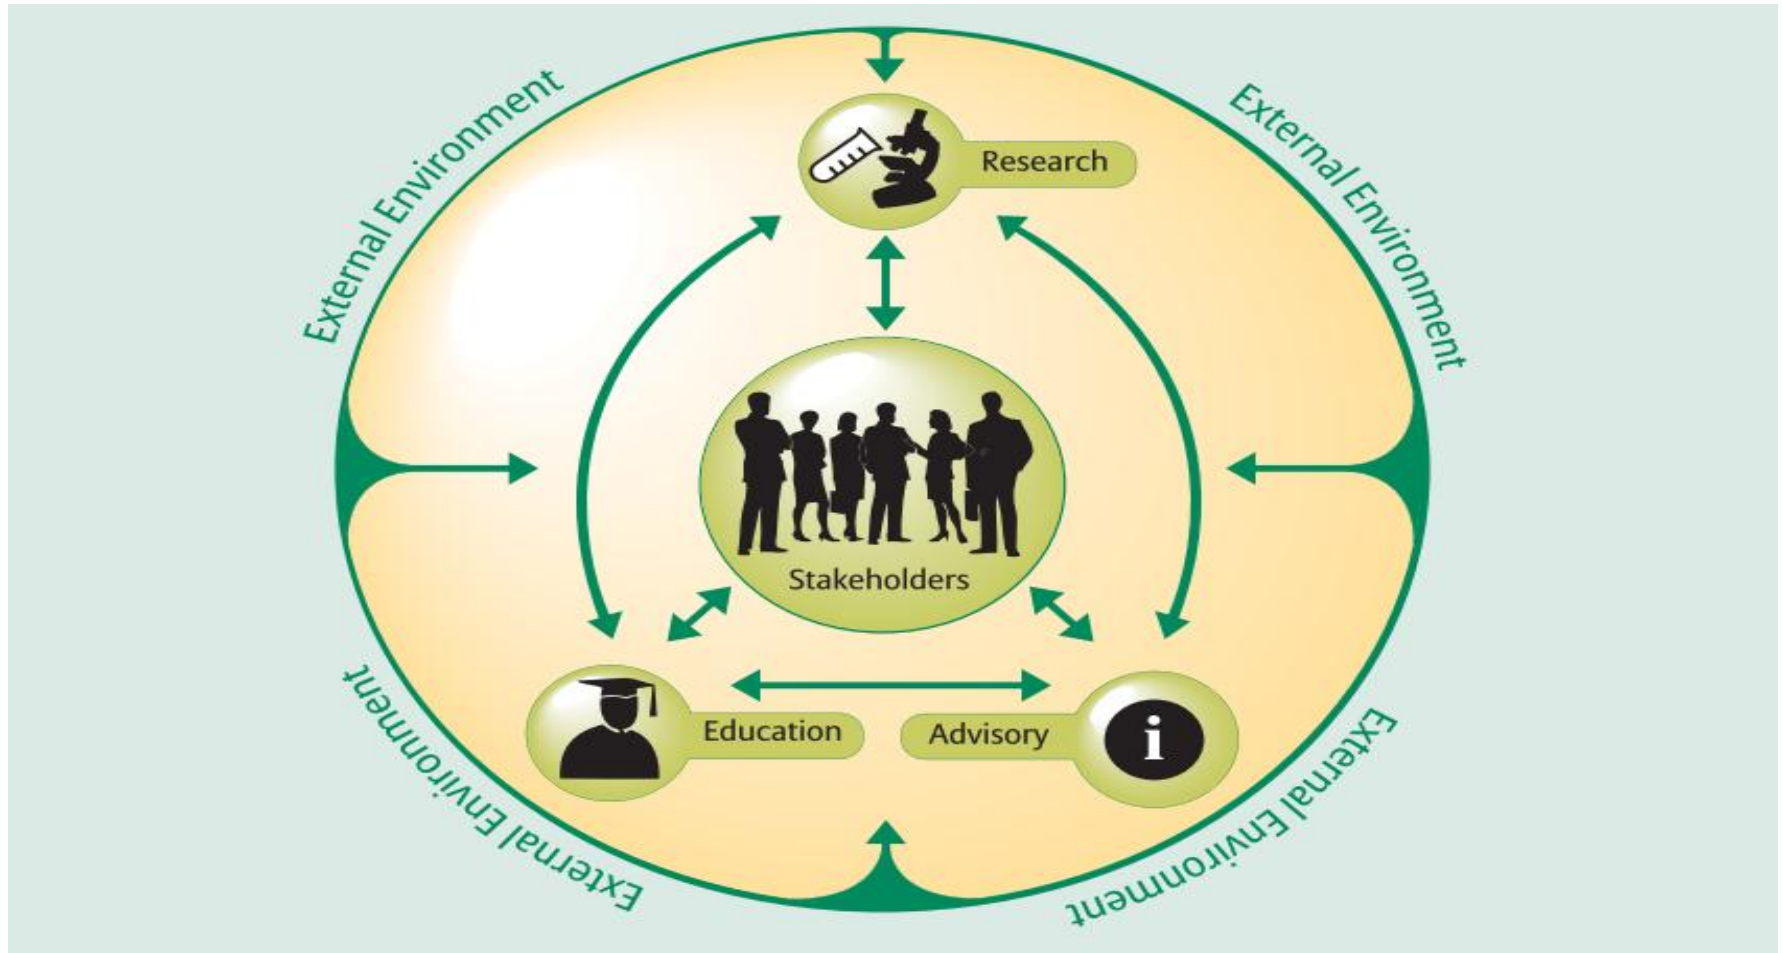 External Environment
External Environment
Research
Stakeholders
Education
Advisory
i
External Environment
External Environment